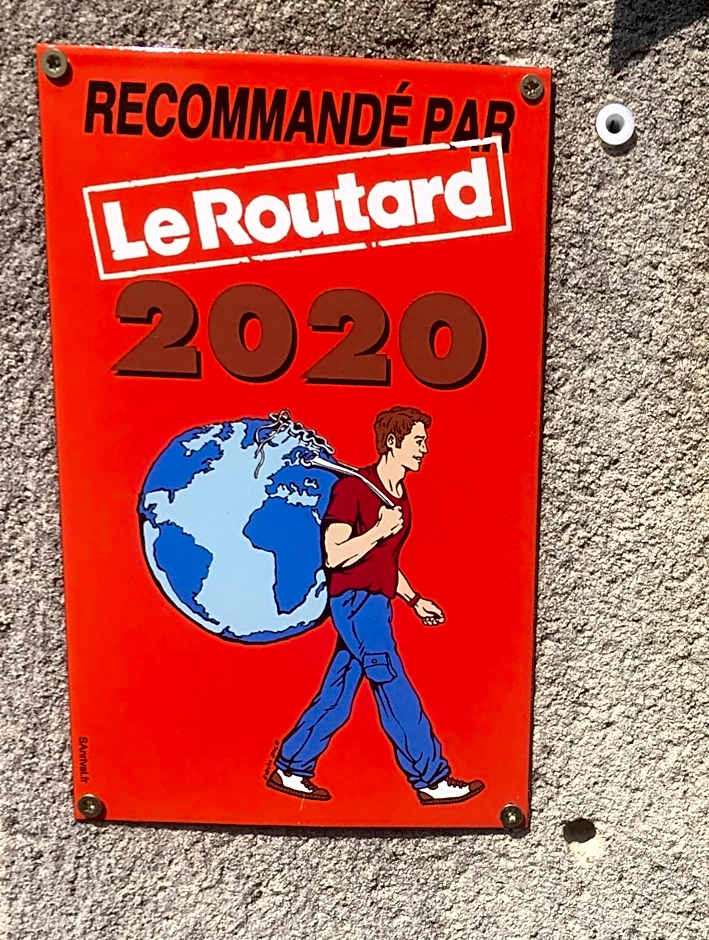 RECOMMANDÉ PAR
Le Routard
2020